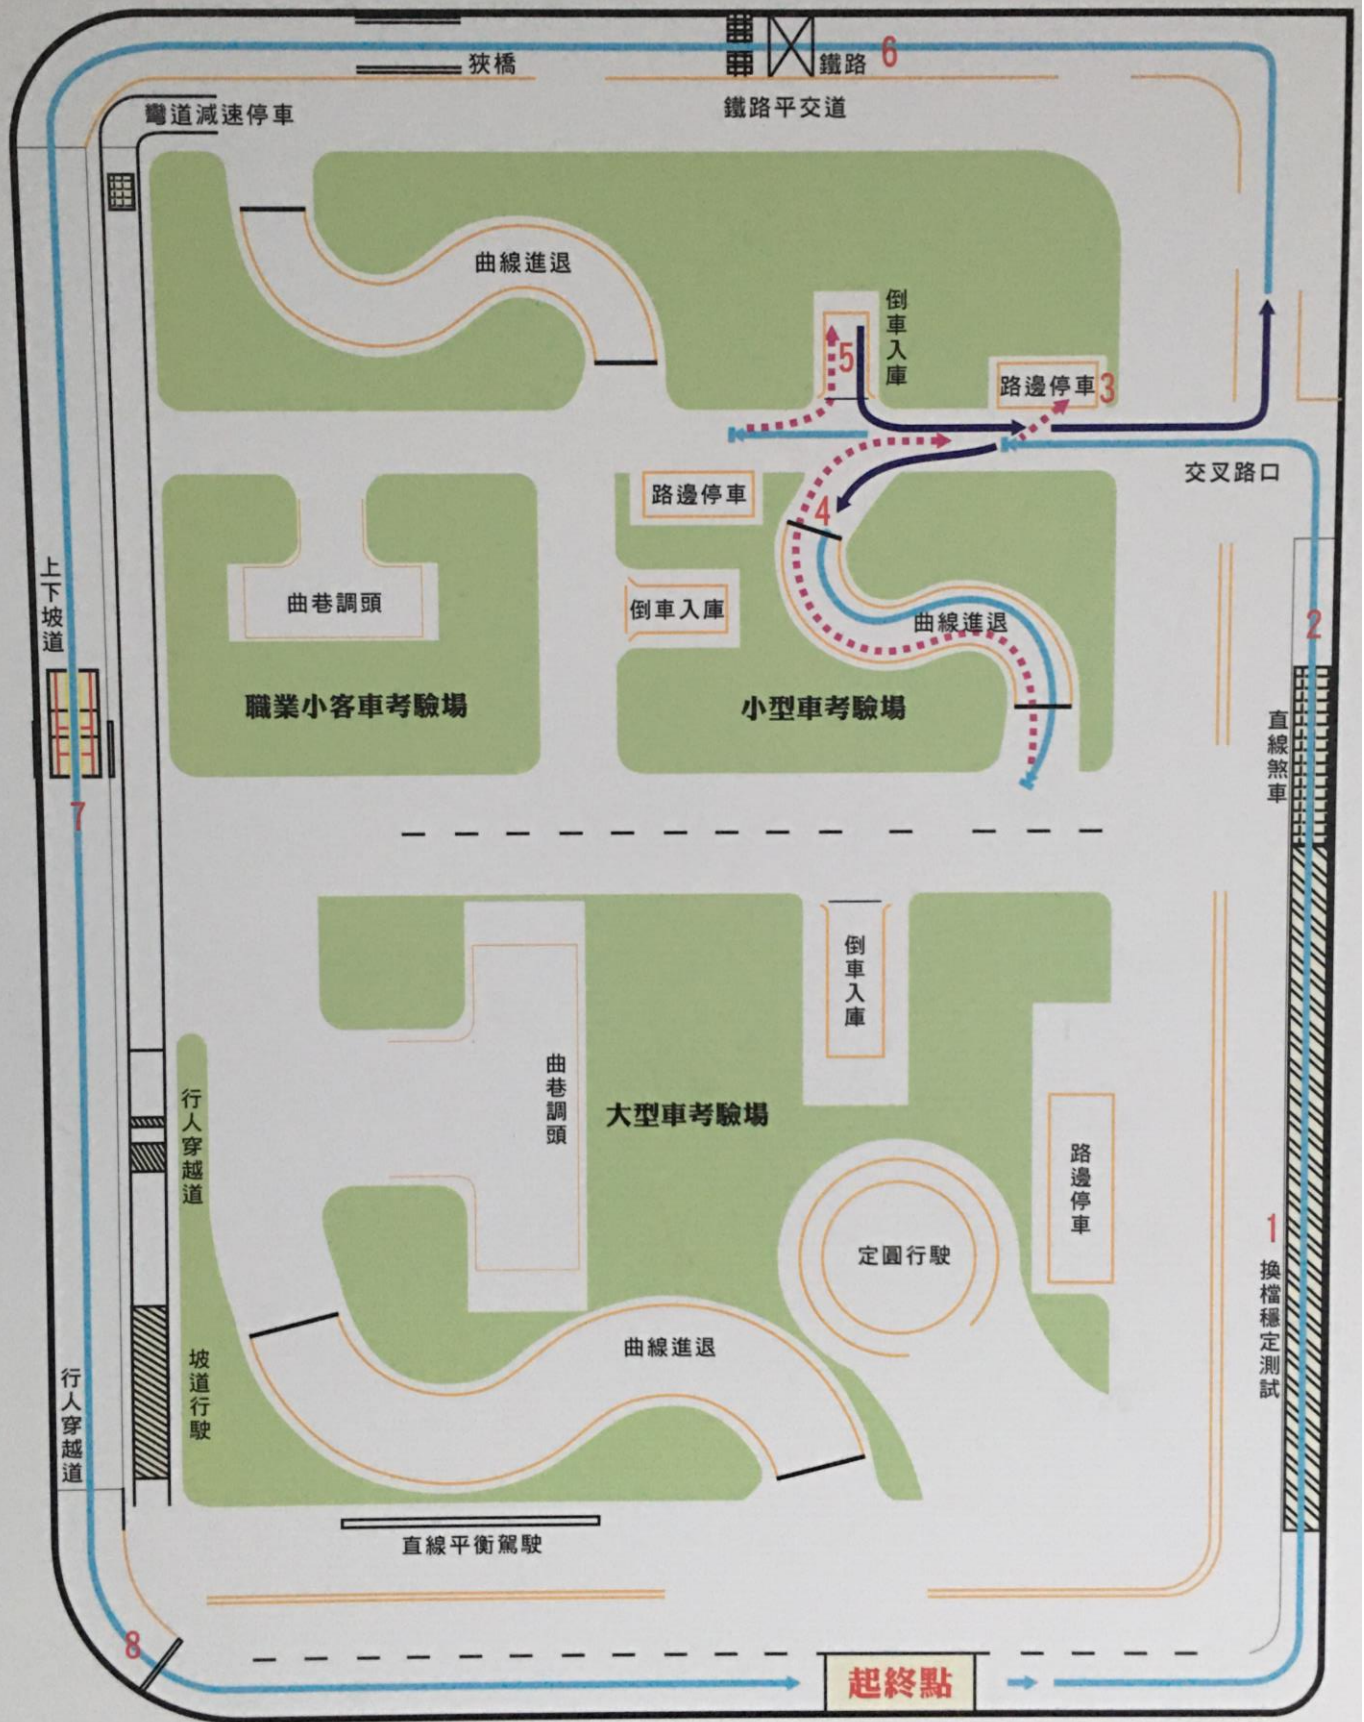 狹橋
鐵路
6
彎道減速停車
鐵路平交道
曲線進退
倒車入庫
5
路邊停車
3
交叉路口
路邊停車
4
上下坡道
曲巷調頭
倒車入庫
曲線進退
2
職業小客車考驗場
小型車考驗場
直線煞車
7
倒車入庫
曲巷調頭
行人穿越道
大型車考驗場
路邊停車
1
定圓行駛
換檔穩定測試
曲線進退
坡道行駛
行人穿越道
直線平衡駕駛
8
起終點